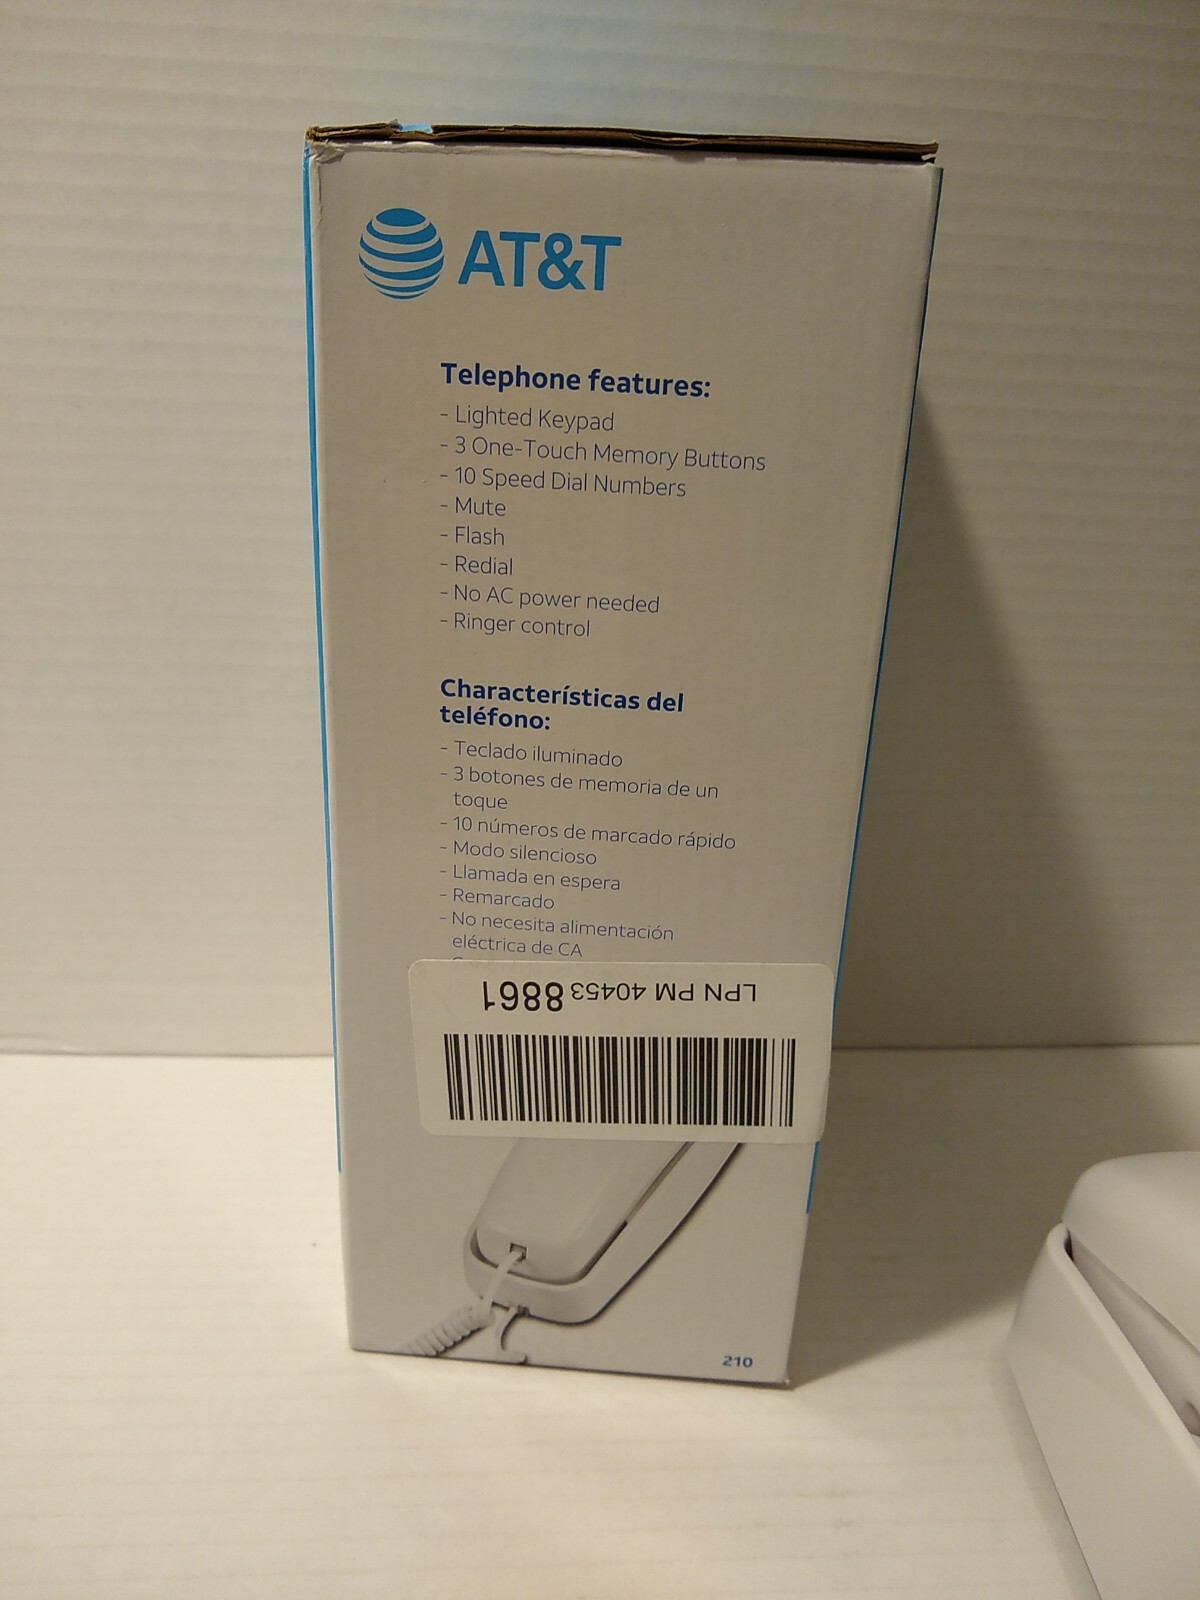 AT&T
Telephone features:
- Lighted Keypad
- 3 One-Touch Memory Buttons
- 10 Speed Dial Numbers
- Mute
- Flash
- Redial
- No AC power needed
- Ringer control
Características del
teléfono:
- Teclado iluminado
- 3 botones de memoria de un
toque
- 10 números de marcado rápido
- Modo silencioso
- Llamada en espera
- Remarcado
- No necesita alimentación
eléctrica de CA
LPN PM 404538861
210